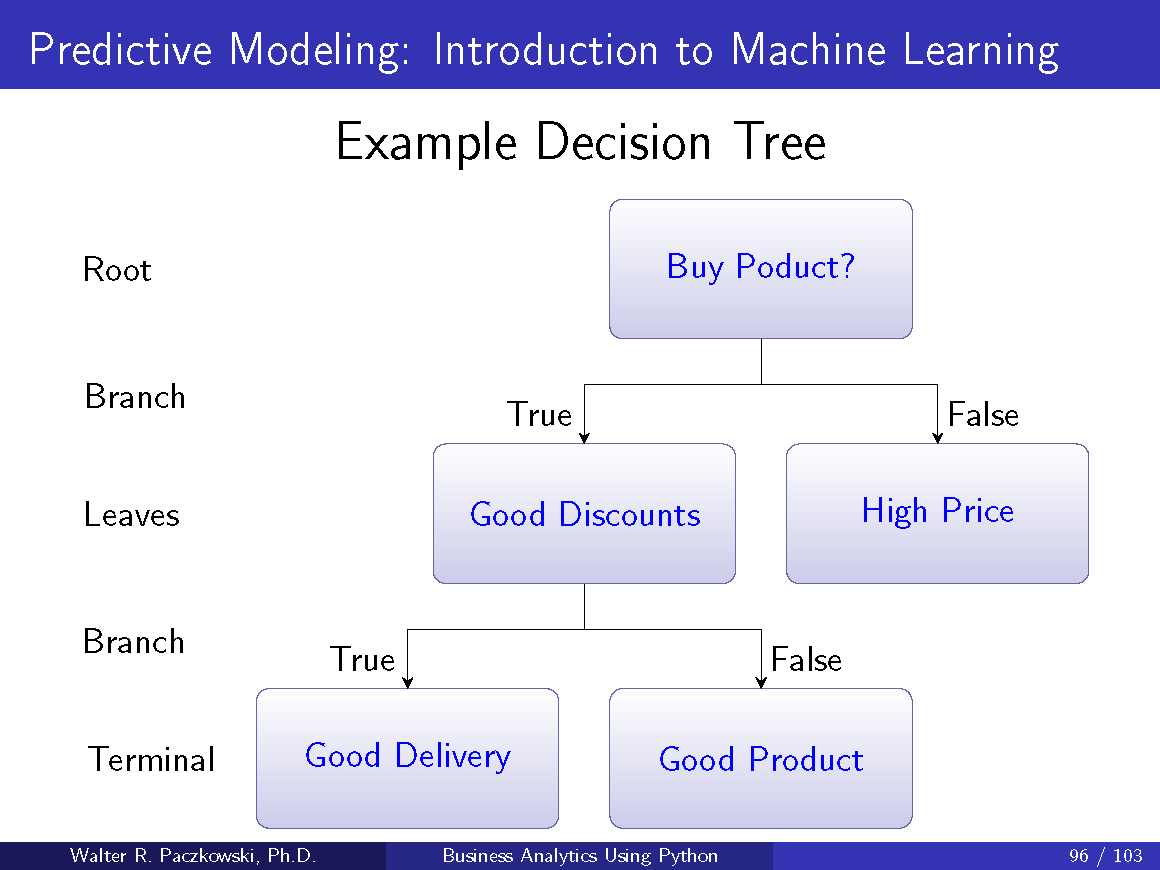 Predictive Modeling: Introduction to Machine Learning
Example Decision Tree
Root
Buy Poduct?
Branch
True
False
Leaves
Good Discounts
High Price
Branch
True
False
Terminal
Good Delivery
Good Product
Walter R. Paczkowski, Ph.D.
Business Analytics Using Python
96 / 103